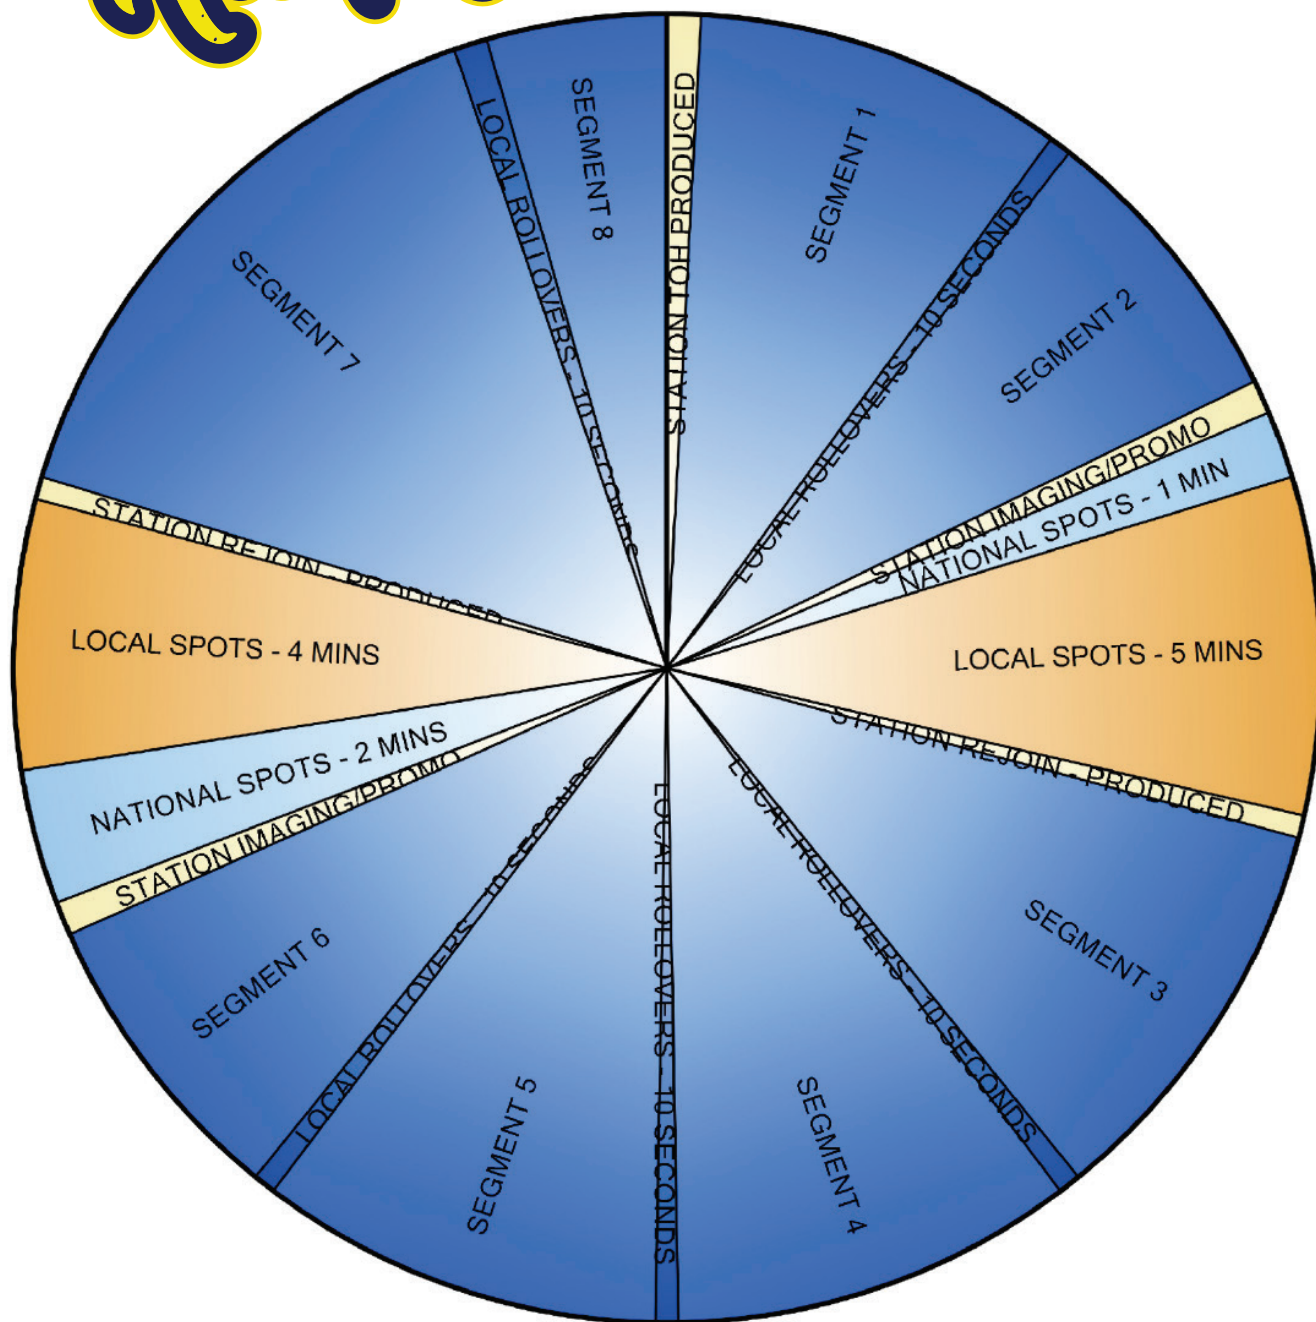 STATION TOH PRODUCED
SEGMENT 1
LOCAL ROLLOVERS - 10 SECONDS
SEGMENT 2
STATION IMAGING/PROMO
NATIONAL SPOTS - 1 MIN
LOCAL SPOTS - 5 MINS
STATION REJOIN - PRODUCED
SEGMENT 3
LOCAL ROLLOVERS - 10 SECONDS
SEGMENT 4
LOCAL ROLLOVERS - 10 SECONDS
SEGMENT 5
LOCAL ROLLOVERS - 10 SECONDS
SEGMENT 6
STATION IMAGING/PROMO
NATIONAL SPOTS - 2 MINS
LOCAL SPOTS - 4 MINS
STATION REJOIN - PRODUCED
SEGMENT 7
LOCAL ROLLOVERS - 10 SECONDS
SEGMENT 8